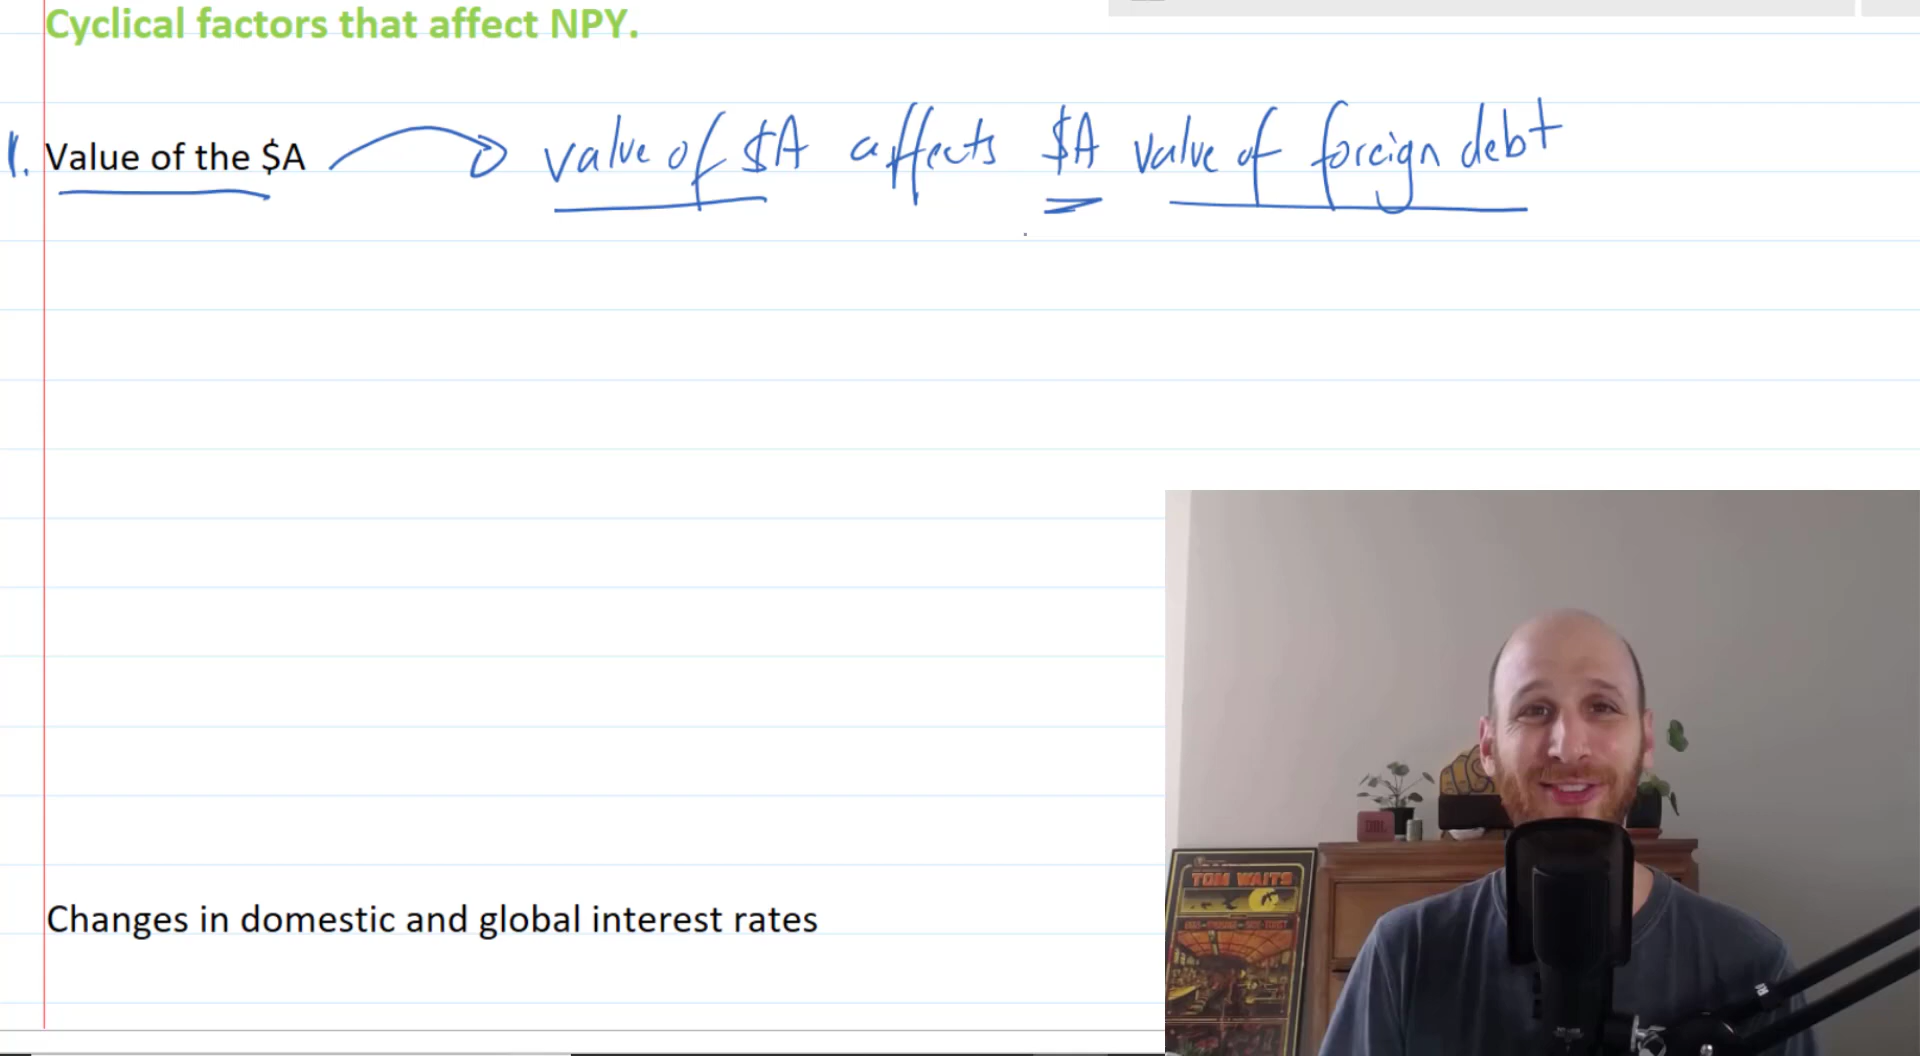 Cyclical factors that affect NPY.
1. Value of the $A value of $A affects $A value of foreign debt
Changes in domestic and global interest rates
JBL
TOM WAITS